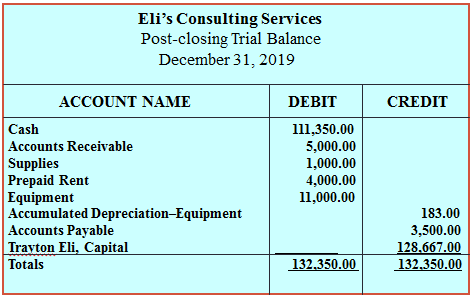 Eli's Consulting Services
Post-closing Trial Balance
December 31, 2019
ACCOUNT NAME DEBIT CREDIT
Cash 111,350.00
Accounts Receivable 5,000.00
Supplies 1,000.00
Prepaid Rent 4,000.00
Equipment 11,000.00
Accumulated Depreciation–Equipment 183.00
Accounts Payable 3,500.00
Trayton Eli, Capital 128,667.00
Totals 132,350.00 132,350.00